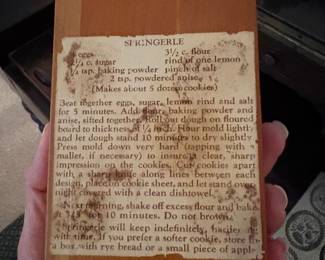 SPRINGERLE
eggs 3½ c. flour
¼ c. sugar rind of one lemon
¼ tsp. baking powder pinch of salt
2 tsp. powdered anise
(Makes about 5 dozen cookies)
Beat together eggs, sugar, lemon rind and salt
for 5 minutes. Add flour, baking powder and
anise, sifted together. Roll out dough on floured
board to thickness of ¼ inch. Flour mold lightly
and let dough stand 10 minutes to dry slightly.
Press mold down very hard (tapping with
mallet, if necessary) to insure a clear, sharp
impression on the cookies. Cut cookies apart
with a sharp knife along lines between each
design, place on cookie sheet, and let stand over-
night covered with a clean dishtowel.
Next morning, shake off excess flour and bake
10 minutes. Do not brown.
Springerle will keep indefinitely,
with time. If you prefer a softer cookie, store
a box with rye bread or a small piece of apple